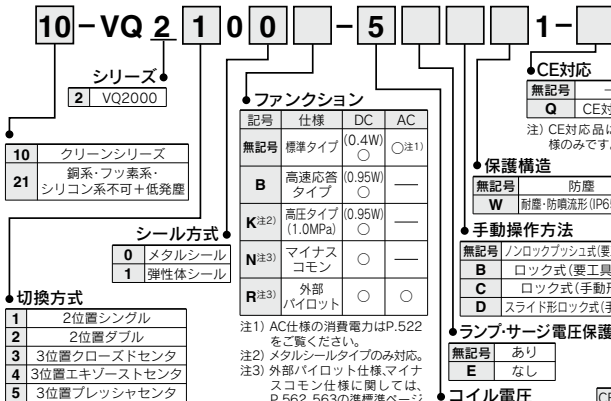 10 - VQ 2 1 0 0 - 5 1 -
シリーズ
2 VQ2000
10 クリーンシリーズ
21 銅系・フッ素系・
シリコン系不可+低発塵
シール方式
0 メタルシール
1 弾性体シール
切換方式
1 2位置シングル
2 2位置ダブル
3 3位置クローズドセンタ
4 3位置エキゾーストセンタ
5 3位置プレッシャセンタ
ファンクション
記号 仕様 DC AC
無記号 標準タイプ (0.4W) ○ ○注1)
B 高速応答タイプ (0.95W) ○ ―
K注2) 高圧タイプ (1.0MPa) (0.95W) ○ ―
N注3) マイナスコモン ○ ―
R注3) 外部パイロット ○ ○
注1) AC仕様の消費電力はP.522
をご覧ください。
注2) メタルシールタイプのみ対応。
注3) 外部パイロット仕様、マイナ
スコモン仕様に関しては、
P.562、563の準標準ページ
CE対応
無記号 ―
Q CE対
注) CE対応品に
様のみです。
保護構造
無記号 防塵
W 耐塵・防噴流形(IP65
手動操作方法
無記号 ノンロックプッシュ式(要
B ロック式(要工具
C ロック式(手動
D スライド形ロック式(手
ランプ・サージ電圧保護
無記号 あり
E なし
コイル電圧